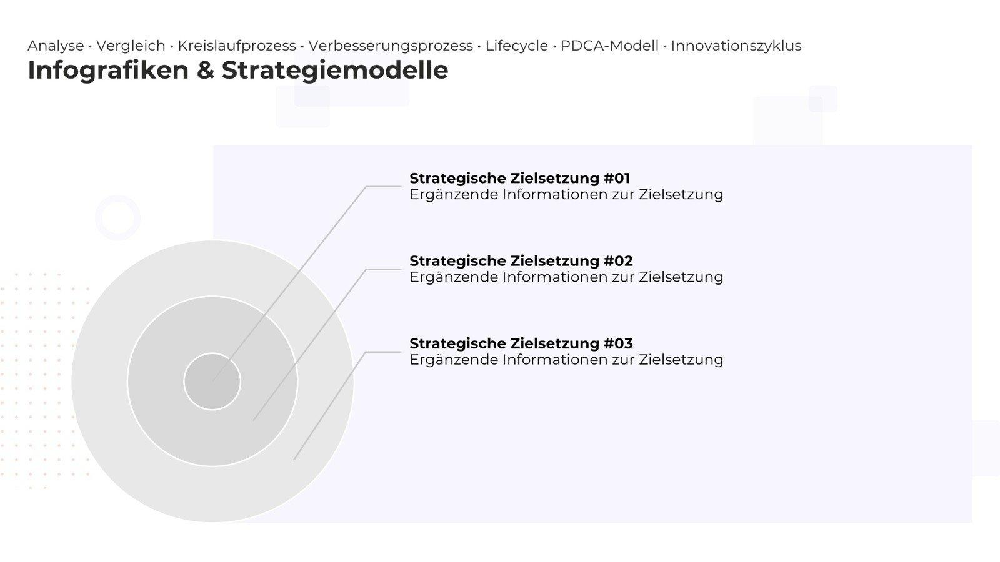 Analyse • Vergleich • Kreislaufprozess • Verbesserungsprozess • Lifecycle • PDCA-Modell • Innovationszyklus
Infografiken & Strategiemodelle
Strategische Zielsetzung #01
Ergänzende Informationen zur Zielsetzung
Strategische Zielsetzung #02
Ergänzende Informationen zur Zielsetzung
Strategische Zielsetzung #03
Ergänzende Informationen zur Zielsetzung